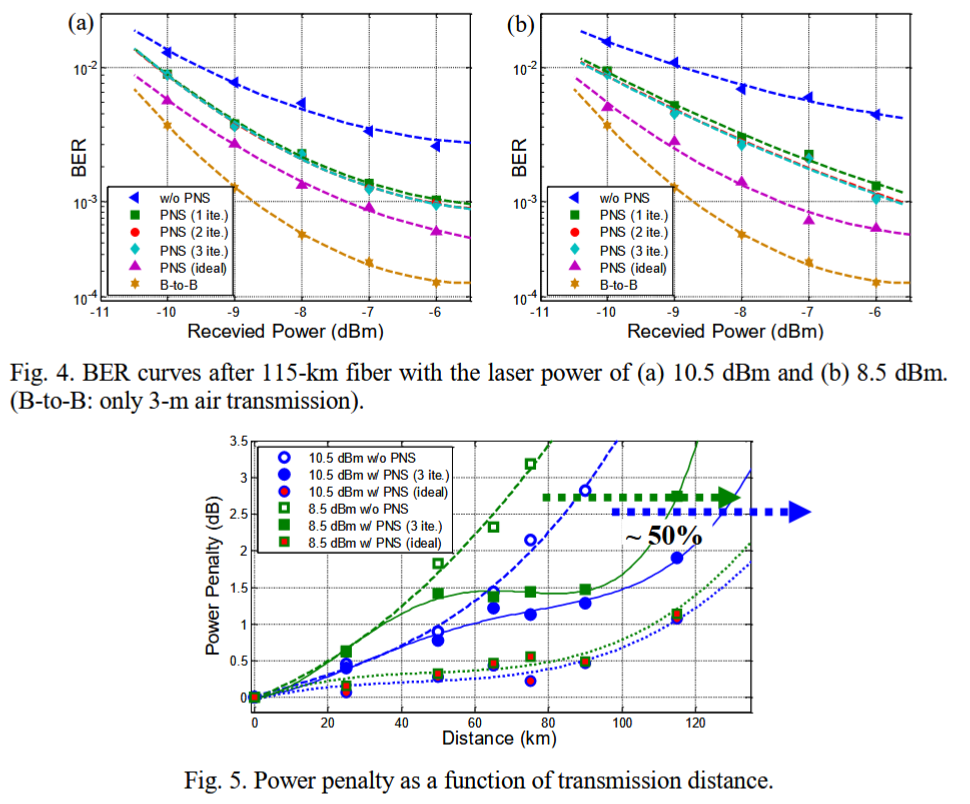 (a)
BER
10-2
10-3
10-4
w/o PNS
PNS (1 ite.)
PNS (2 ite.)
PNS (3 ite.)
PNS (ideal)
B-to-B
-11 -10 -9 -8 -7 -6
Recevied Power (dBm)
(b)
BER
10-2
10-3
10-4
w/o PNS
PNS (1 ite.)
PNS (2 ite.)
PNS (3 ite.)
PNS (ideal)
B-to-B
-11 -10 -9 -8 -7 -6
Recevied Power (dBm)
Fig. 4. BER curves after 115-km fiber with the laser power of (a) 10.5 dBm and (b) 8.5 dBm.
(B-to-B: only 3-m air transmission).
Power Penalty (dB)
3.5
3
2.5
2
1.5
1
0.5
0
10.5 dBm w/o PNS
10.5 dBm w/ PNS (3 ite.)
10.5 dBm w/ PNS (ideal)
8.5 dBm w/o PNS
8.5 dBm w/ PNS (3 ite.)
8.5 dBm w/ PNS (ideal)
~ 50%
0 20 40 60 80 100 120
Distance (km)
Fig. 5. Power penalty as a function of transmission distance.